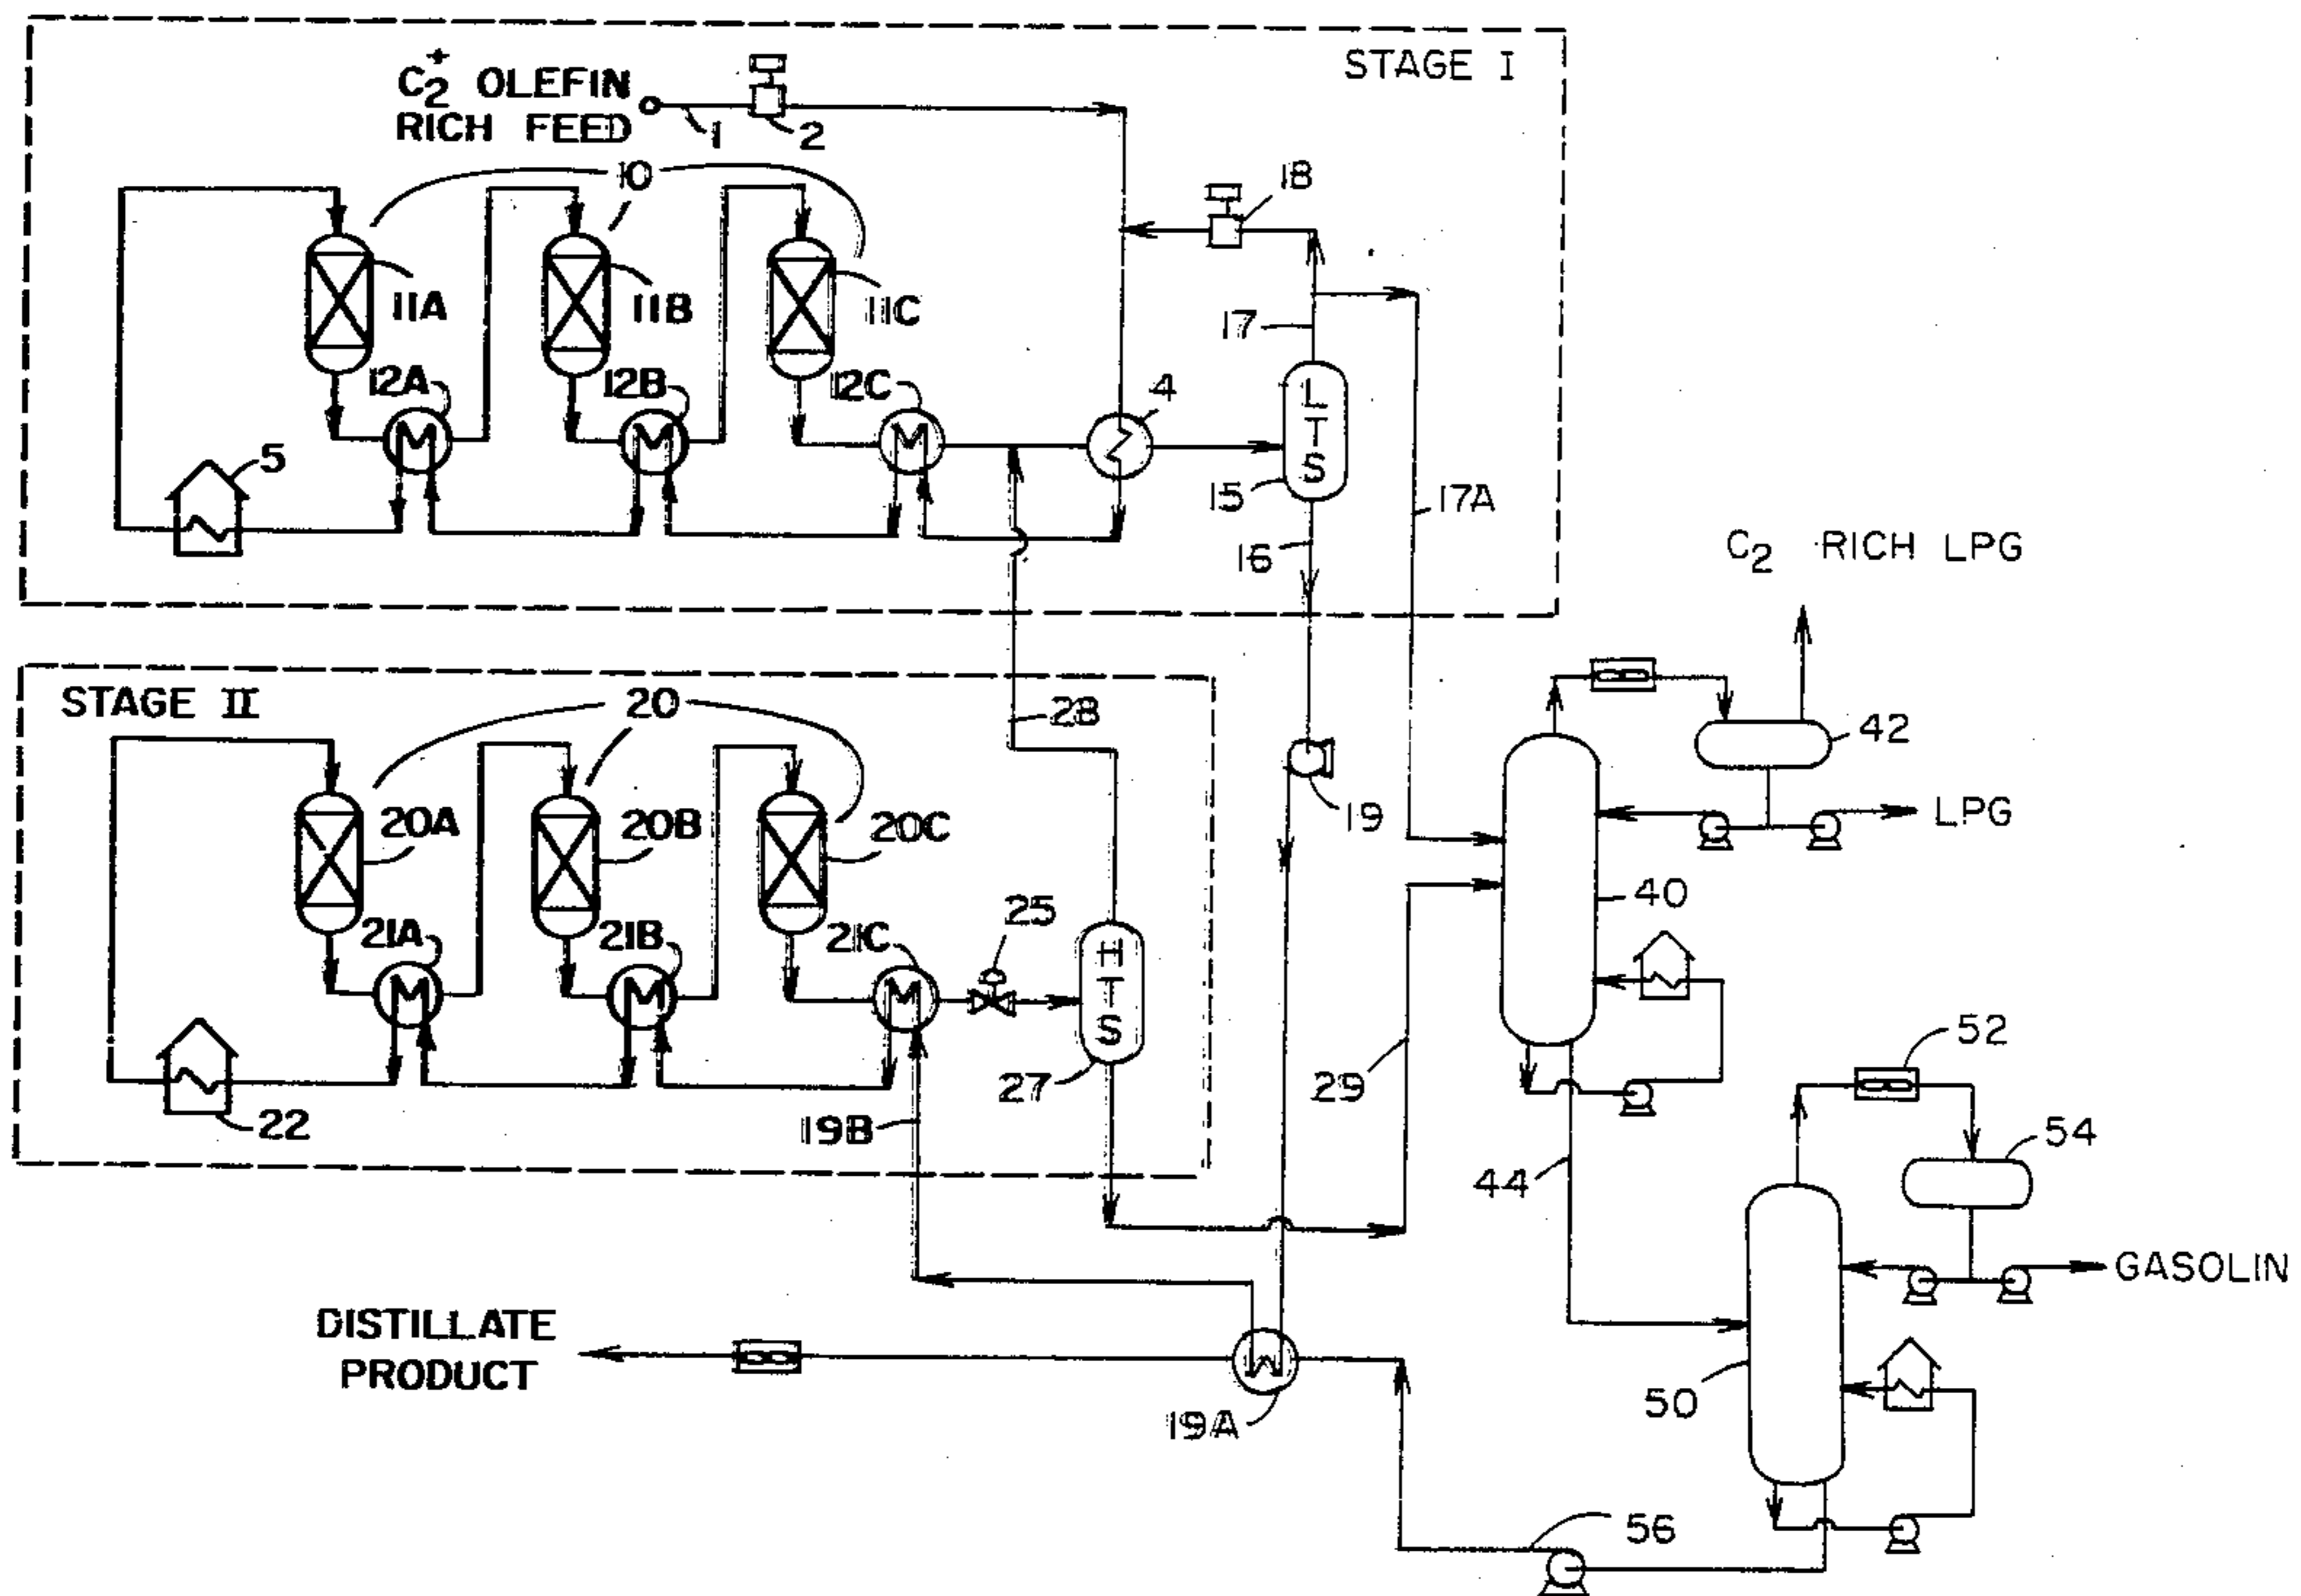 STAGE I
C2+ OLEFIN
RICH FEED
1
2
10
18
11A
11B
11C
17
12A
12B
12C
4
LTS
5
15
17A
16
C2 RICH LPG
STAGE II
20
28
42
19
LPG
20A
20B
20C
40
21A
21B
21C
25
HTS
52
27
29
22
19B
54
44
GASOLIN
DISTILLATE
PRODUCT
19A
50
56